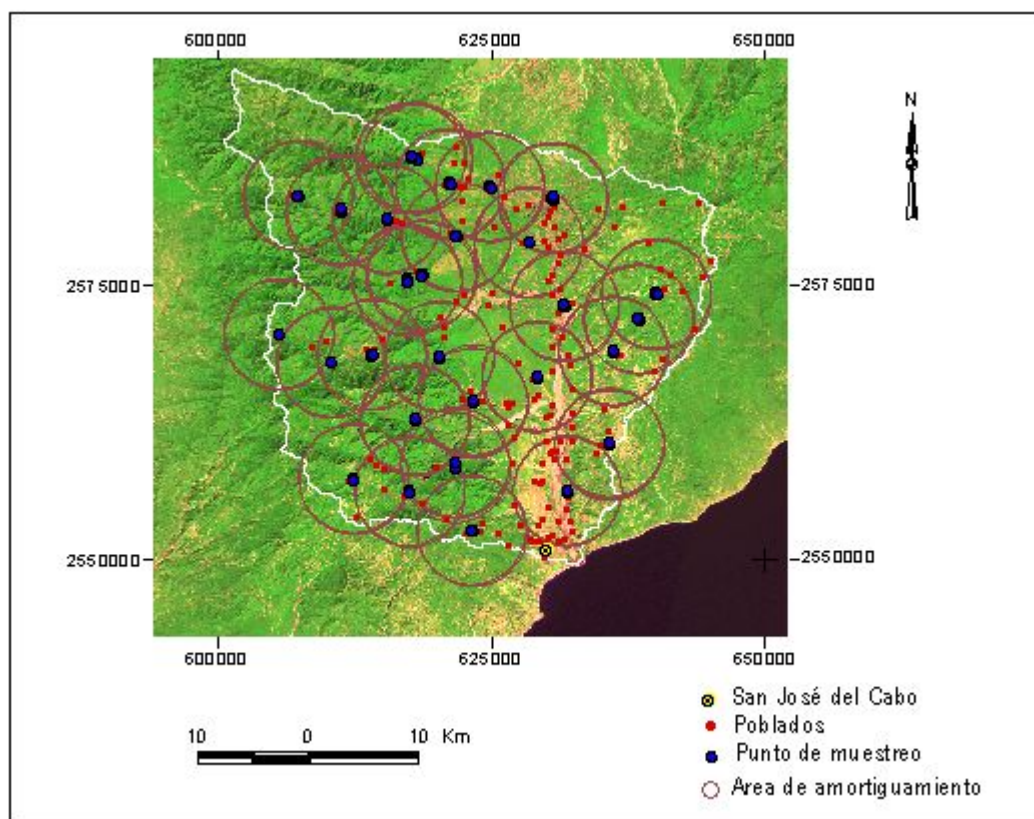 600000 625000 650000
N
2575000 2575000
2550000 2550000
600000 625000 650000
San José del Cabo
10 0 10 Km
Poblados
Punto de muestreo
Area de amortiguamiento